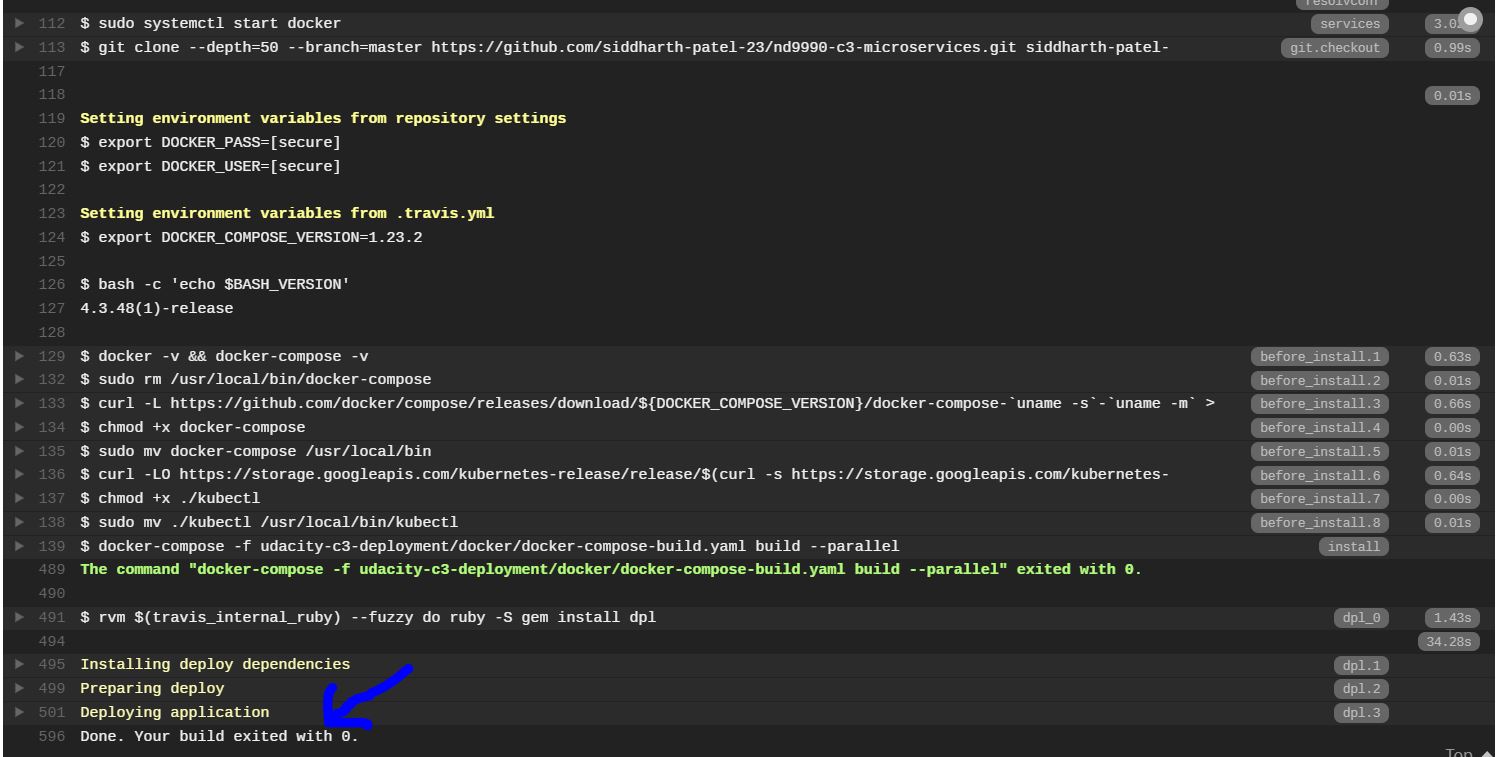 resolvconf
112 $ sudo systemctl start docker services
113 $ git clone --depth=50 --branch=master https://github.com/siddharth-patel-23/nd9990-c3-microservices.git siddharth-patel- git.checkout 0.99s
117
118 0.01s
119 Setting environment variables from repository settings
120 $ export DOCKER_PASS=[secure]
121 $ export DOCKER_USER=[secure]
122
123 Setting environment variables from .travis.yml
124 $ export DOCKER_COMPOSE_VERSION=1.23.2
125
126 $ bash -c 'echo $BASH_VERSION'
127 4.3.48(1)-release
128
129 $ docker -v && docker-compose -v before_install.1 0.63s
132 $ sudo rm /usr/local/bin/docker-compose before_install.2 0.01s
133 $ curl -L https://github.com/docker/compose/releases/download/${DOCKER_COMPOSE_VERSION}/docker-compose-`uname -s`-`uname -m` > before_install.3 0.66s
134 $ chmod +x docker-compose before_install.4 0.00s
135 $ sudo mv docker-compose /usr/local/bin before_install.5 0.01s
136 $ curl -LO https://storage.googleapis.com/kubernetes-release/release/$(curl -s https://storage.googleapis.com/kubernetes- before_install.6 0.64s
137 $ chmod +x ./kubectl before_install.7 0.00s
138 $ sudo mv ./kubectl /usr/local/bin/kubectl before_install.8 0.01s
139 $ docker-compose -f udacity-c3-deployment/docker/docker-compose-build.yaml build --parallel install
489 The command "docker-compose -f udacity-c3-deployment/docker/docker-compose-build.yaml build --parallel" exited with 0.
490
491 $ rvm $(travis_internal_ruby) --fuzzy do ruby -S gem install dpl dpl_0 1.43s
494 34.28s
495 Installing deploy dependencies dpl.1
499 Preparing deploy dpl.2
501 Deploying application dpl.3
596 Done. Your build exited with 0.
Top